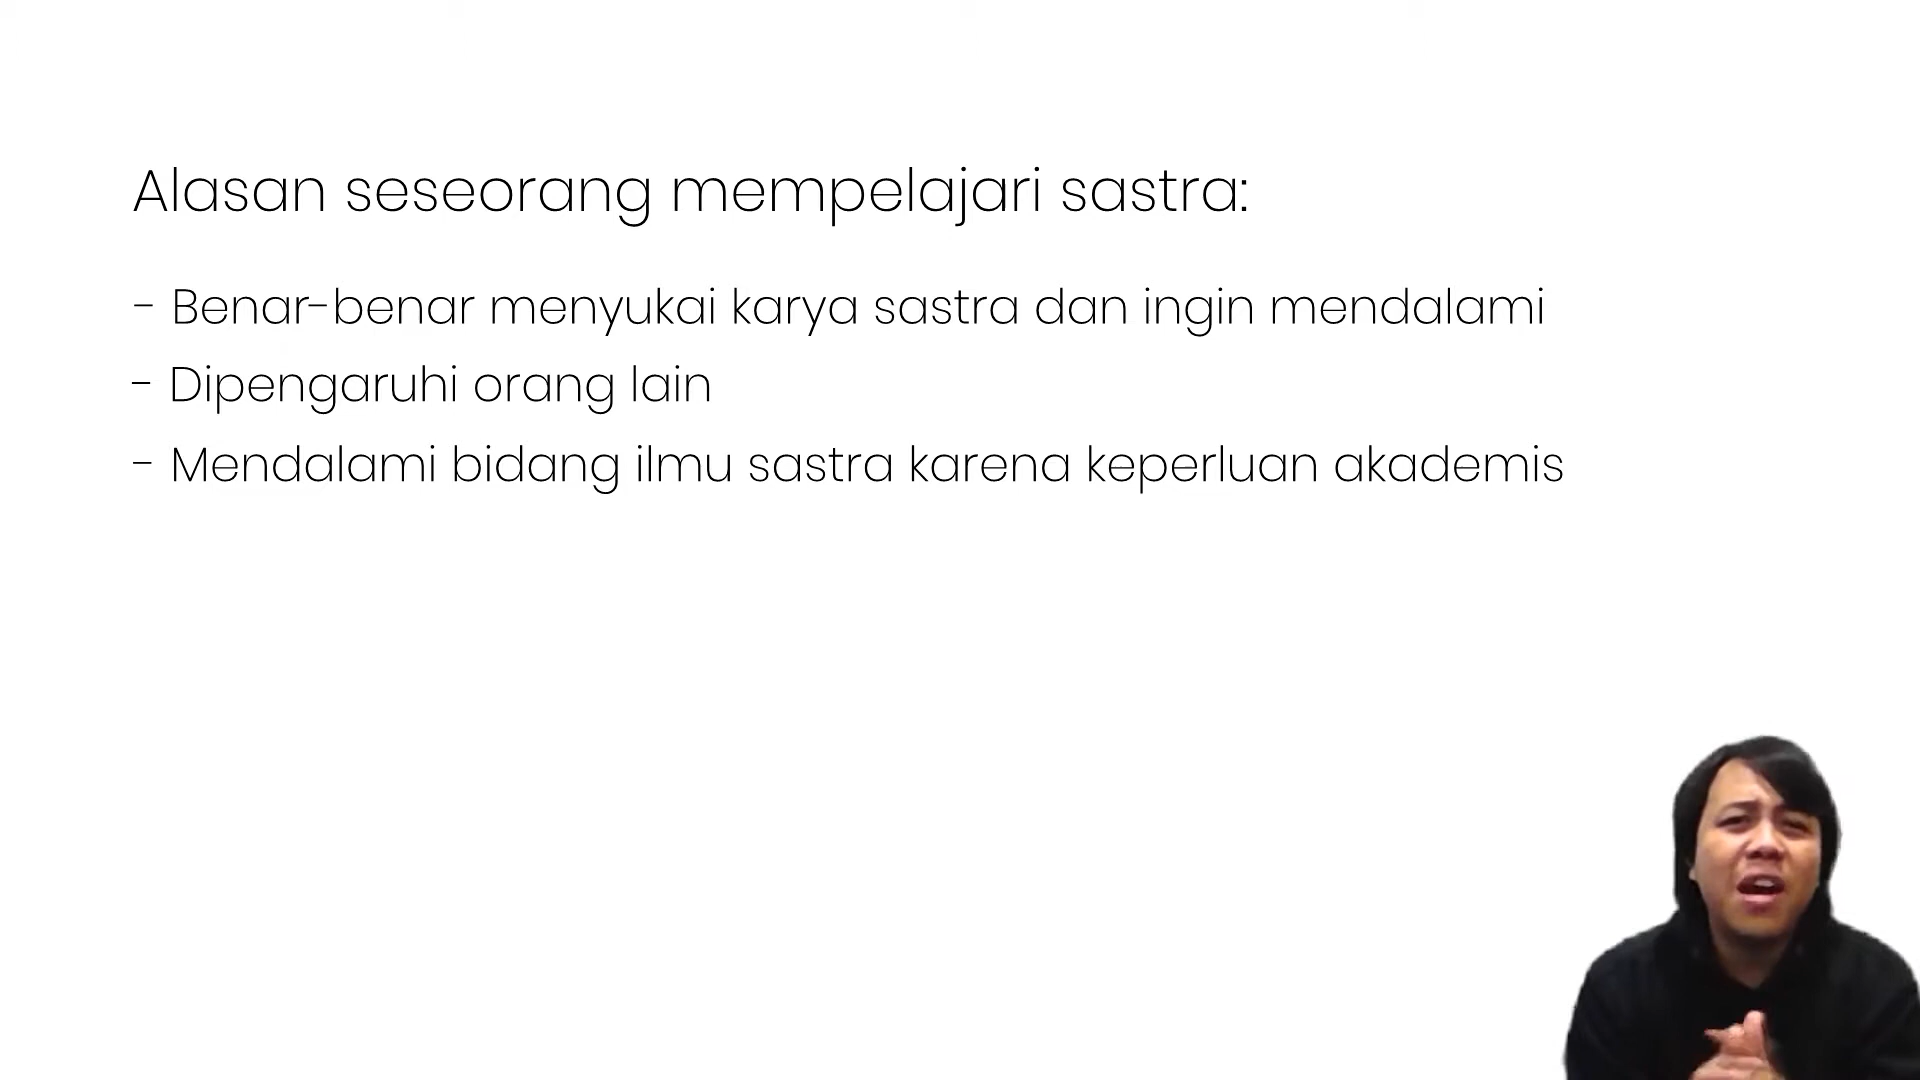 Alasan seseorang mempelajari sastra:
- Benar-benar menyukai karya sastra dan ingin mendalami
- Dipengaruhi orang lain
- Mendalami bidang ilmu sastra karena keperluan akademis